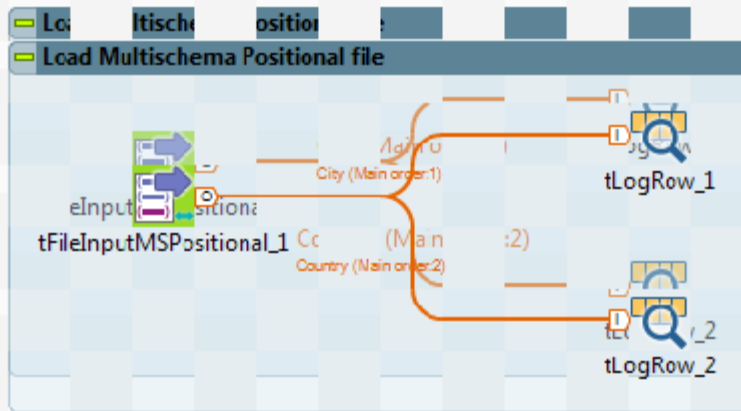 Load Multischema Positional file
tLogRow_1
City (Main order:1)
tFileInputMSPositional_1
Country (Main order:2)
tLogRow_2